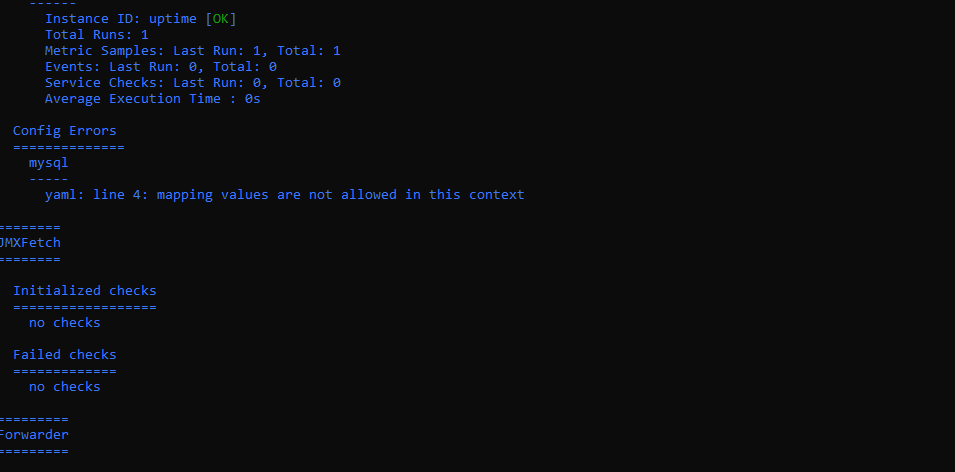 ------
Instance ID: uptime [OK]
Total Runs: 1
Metric Samples: Last Run: 1, Total: 1
Events: Last Run: 0, Total: 0
Service Checks: Last Run: 0, Total: 0
Average Execution Time : 0s
Config Errors
==============
mysql
-----
yaml: line 4: mapping values are not allowed in this context
========
JMXFetch
========
Initialized checks
==================
no checks
Failed checks
=============
no checks
=========
Forwarder
=========